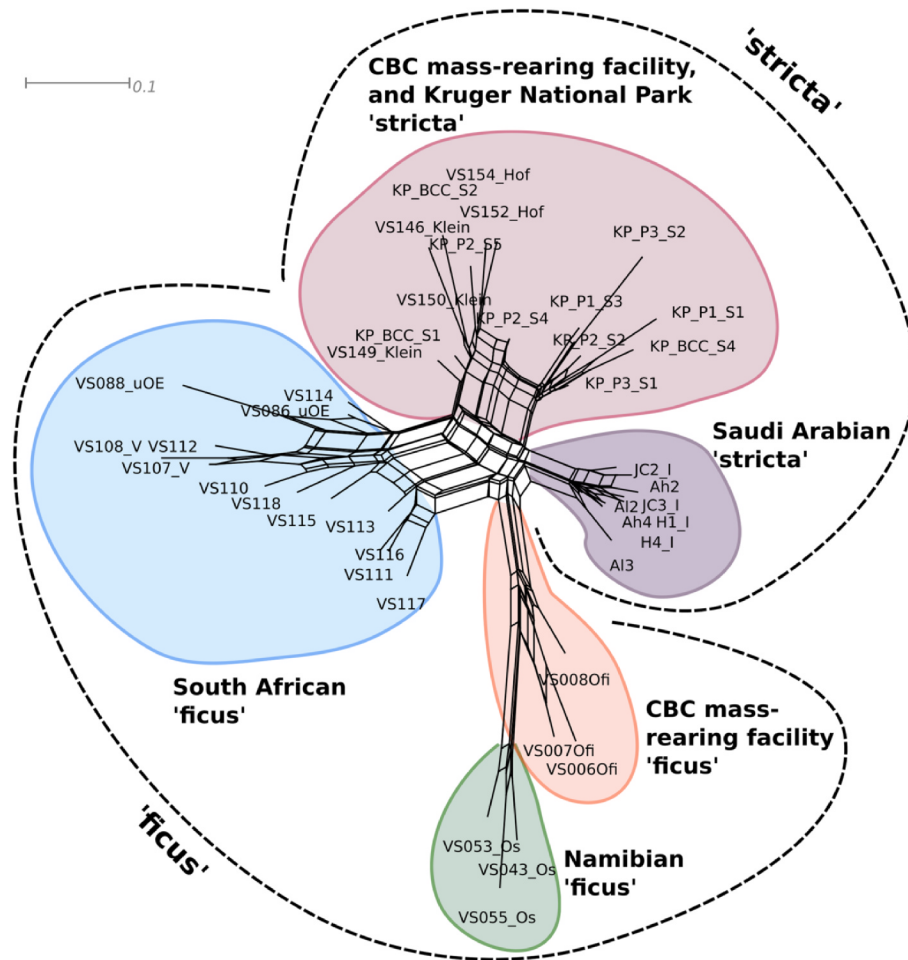 0.1
'stricta'
CBC mass-rearing facility,
and Kruger National Park
'stricta'
VS154_Hof
KP_BCC_S2
VS152_Hof
VS146_Klein
KP_P2_S5
KP_P3_S2
VS150_Klein
KP_P1_S3
KP_P2_S4
KP_P1_S1
KP_BCC_S1
KR_P2_S2
KP_BCC_S4
VS149_Klein
KP_P3_S1
VS088_uOE
VS114
VS086_uOE
Saudi Arabian
'stricta'
VS108_V VS112
VS107_V
JC2_I
Ah2
VS110
VS118
Al2 JC3_I
VS115
VS113
Ah4 H1_I
H4_I
VS116
Al3
VS111
VS117
South African
'ficus'
VS008Ofi
CBC mass-
rearing facility
'ficus'
VS007Ofi
VS006Ofi
'ficus'
VS053_Os
Namibian
'ficus'
VS043_Os
VS055_Os